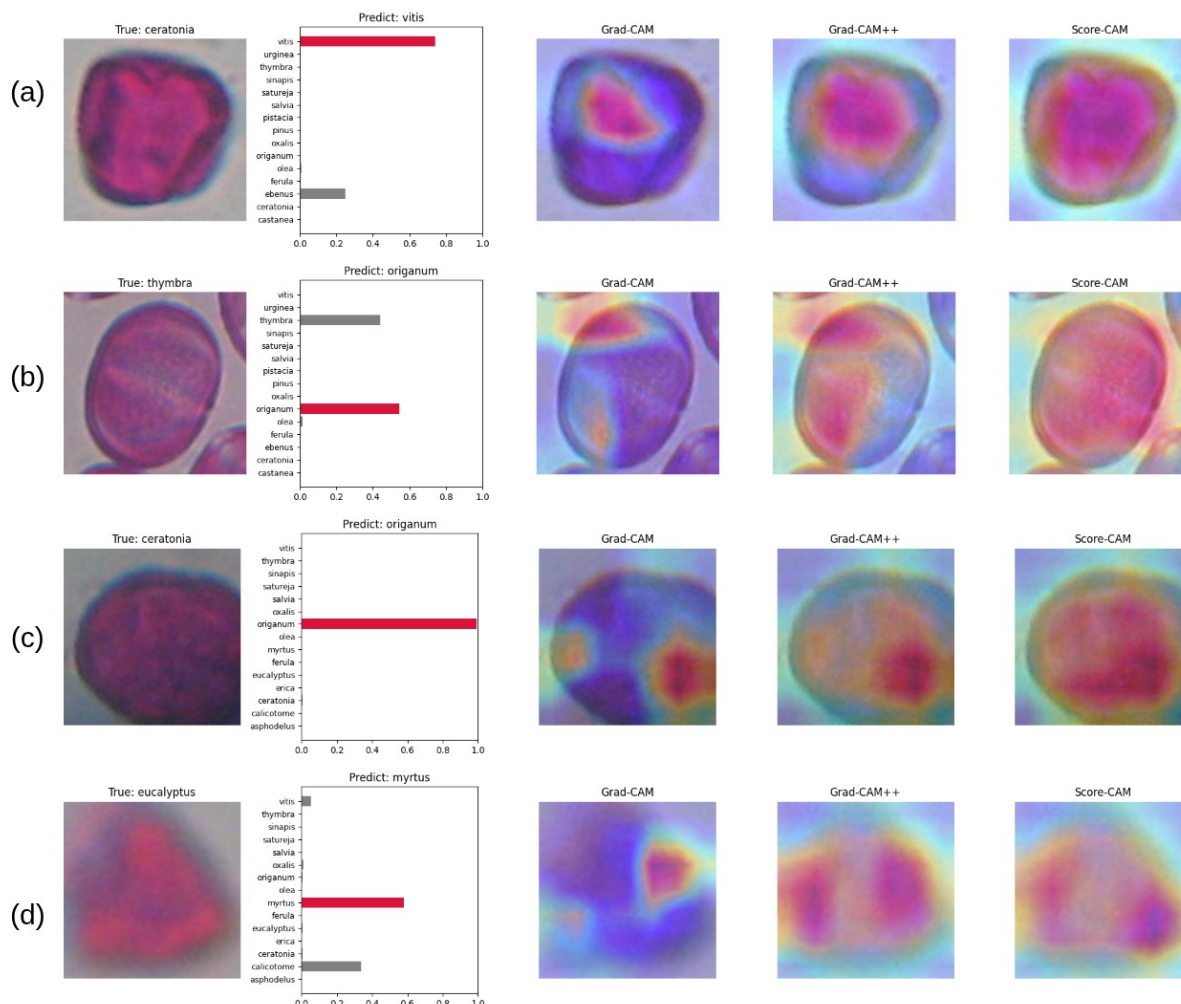 True: ceratonia
Predict: vitis
Grad-CAM
Grad-CAM++
Score-CAM
(a)
vitis
urginea
thymbra
sinapis
satureja
salvia
pistacia
pinus
oxalis
origanum
olea
ferula
ebenus
ceratonia
castanea
0.0 0.2 0.4 0.6 0.8 1.0
True: thymbra
Predict: origanum
Grad-CAM
Grad-CAM++
Score-CAM
(b)
vitis
urginea
thymbra
sinapis
satureja
salvia
pistacia
pinus
oxalis
origanum
olea
ferula
ebenus
ceratonia
castanea
0.0 0.2 0.4 0.6 0.8 1.0
True: ceratonia
Predict: origanum
Grad-CAM
Grad-CAM++
Score-CAM
(c)
vitis
thymbra
sinapis
satureja
salvia
oxalis
origanum
olea
myrtus
ferula
eucalyptus
erica
ceratonia
calicotome
asphodelus
0.0 0.2 0.4 0.6 0.8 1.0
True: eucalyptus
Predict: myrtus
Grad-CAM
Grad-CAM++
Score-CAM
(d)
vitis
thymbra
sinapis
satureja
salvia
oxalis
origanum
olea
myrtus
ferula
eucalyptus
erica
ceratonia
calicotome
asphodelus
0.0 0.2 0.4 0.6 0.8 1.0